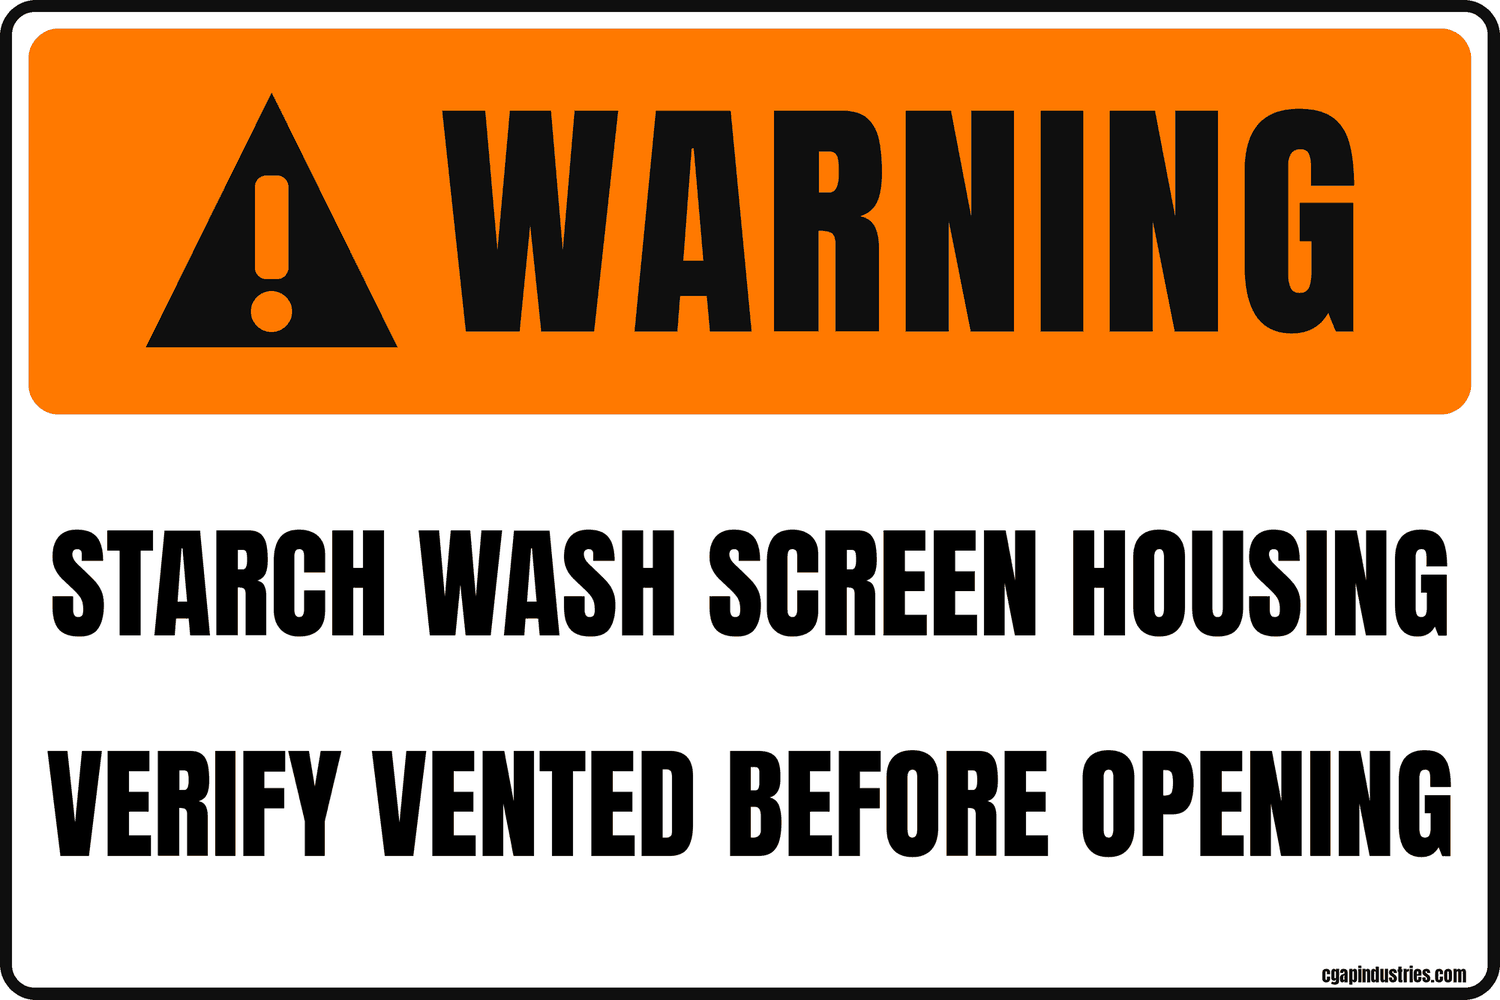 WARNING
STARCH WASH SCREEN HOUSING
VERIFY VENTED BEFORE OPENING
cgapindustries.com